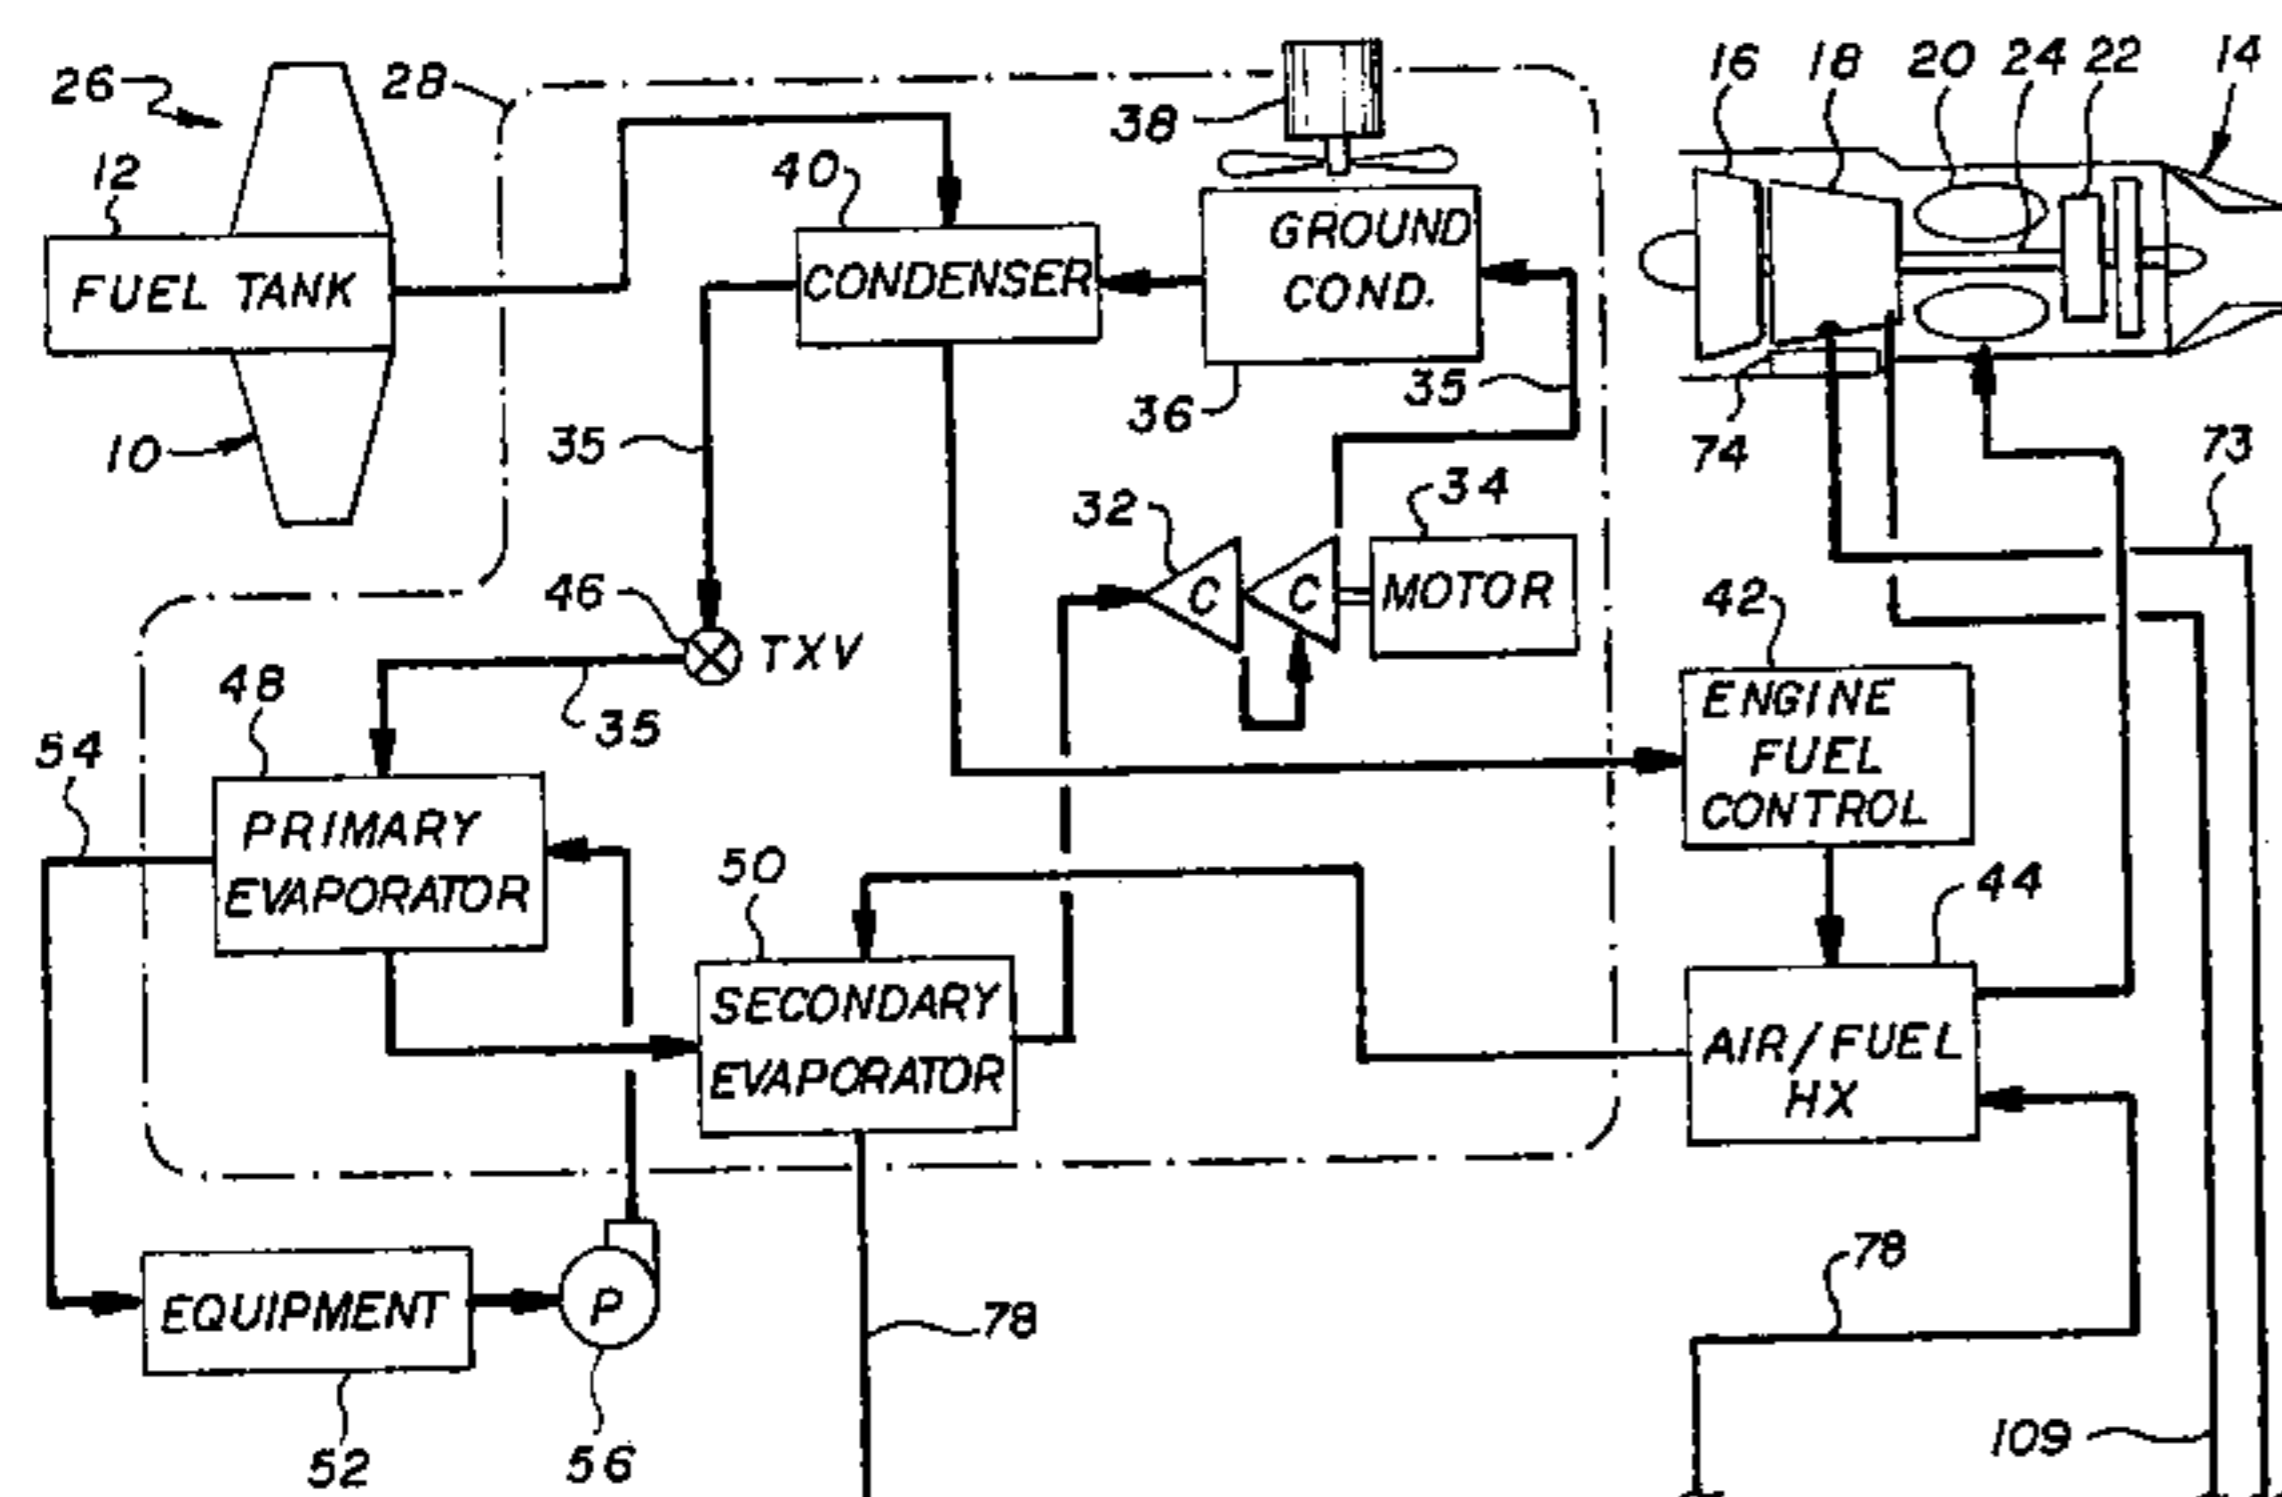 26
28
38
16
18
20
24
22
14
12
40
FUEL TANK
CONDENSER
GROUND
COND.
10
35
36
35
74
73
32
34
C
C
MOTOR
46
TXV
42
48
35
ENGINE
FUEL
CONTROL
54
PRIMARY
EVAPORATOR
50
44
SECONDARY
EVAPORATOR
AIR/FUEL
HX
EQUIPMENT
P
78
78
52
56
109